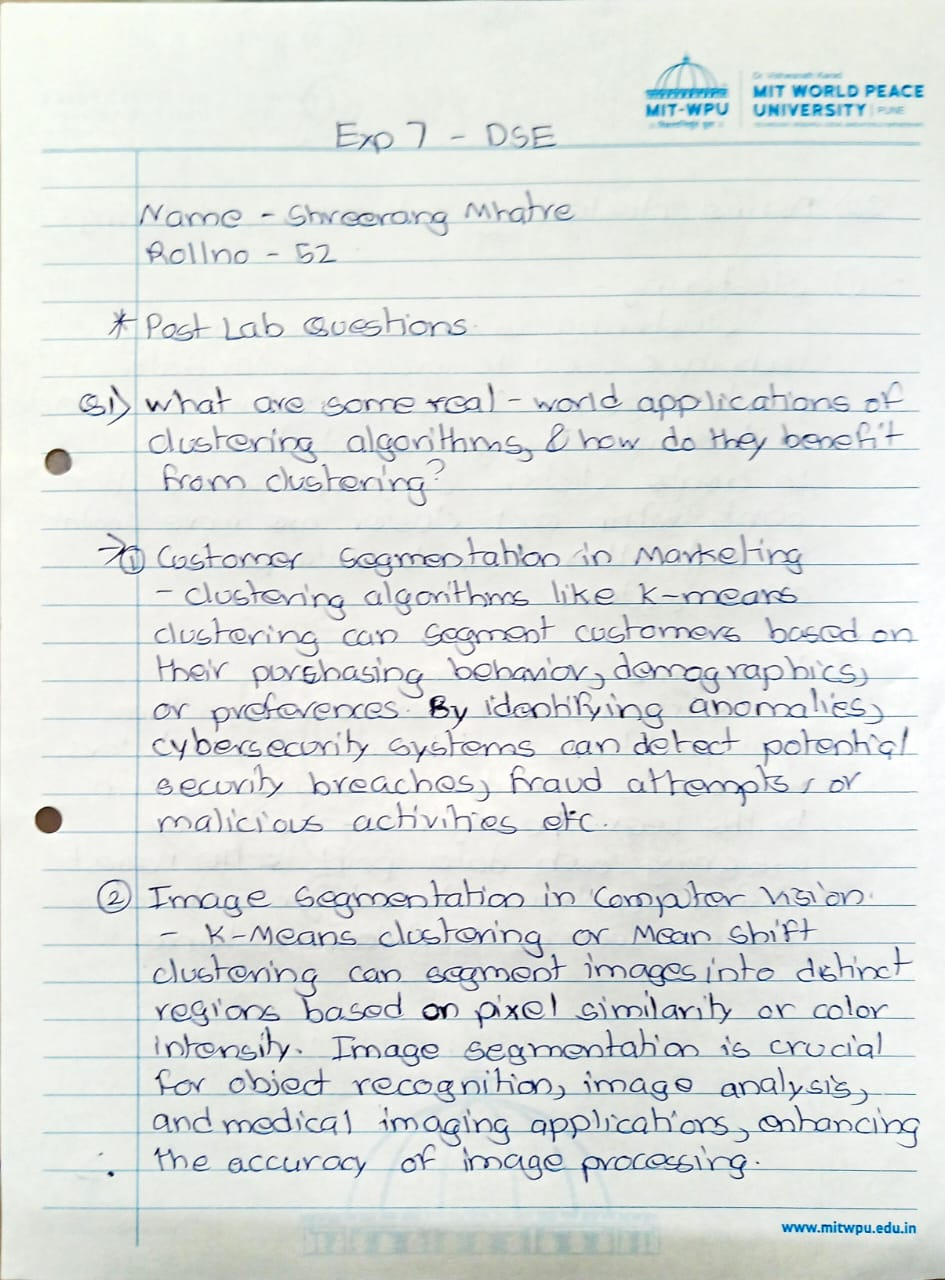 Dr. Vishwanath Karad
MIT WORLD PEACE
UNIVERSITY | PUNE
MIT-WPU
Exp 7 - DSE
Name - Shreerang Mhatre
Rollno - 52
* Post Lab Questions.
Q1) what are some real-world applications of
clustering algorithms, & how do they benefit
from clustering?
→ ① Customer Segmentation in Marketing
- clustering algorithms like K-means
clustering can segment customers based on
their purshasing behavior, demographics,
or preferences. By identifying anomalies,
cybersecurity systems can detect potential
security breaches, fraud attempts, or
malicious activities etc.
② Image Segmentation in Computer Vision.
- K-Means clustering or Mean Shift
clustering can segment images into distinct
regions based on pixel similarity or color
intensity. Image segmentation is crucial
for object recognition, image analysis,
and medical imaging applications, enhancing
the accuracy of image processing.
www.mitwpu.edu.in